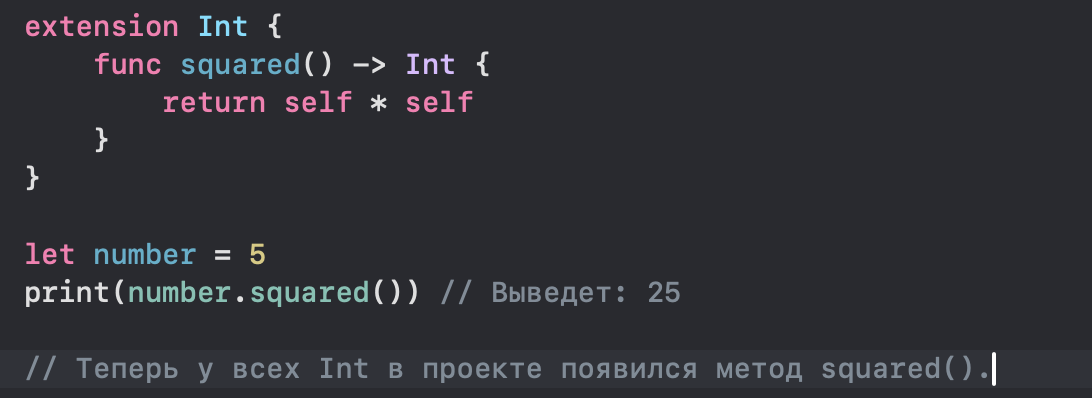 extension Int {
    func squared() -> Int {
        return self * self
    }
}

let number = 5
print(number.squared()) // Выведет: 25

// Теперь у всех Int в проекте появился метод squared().